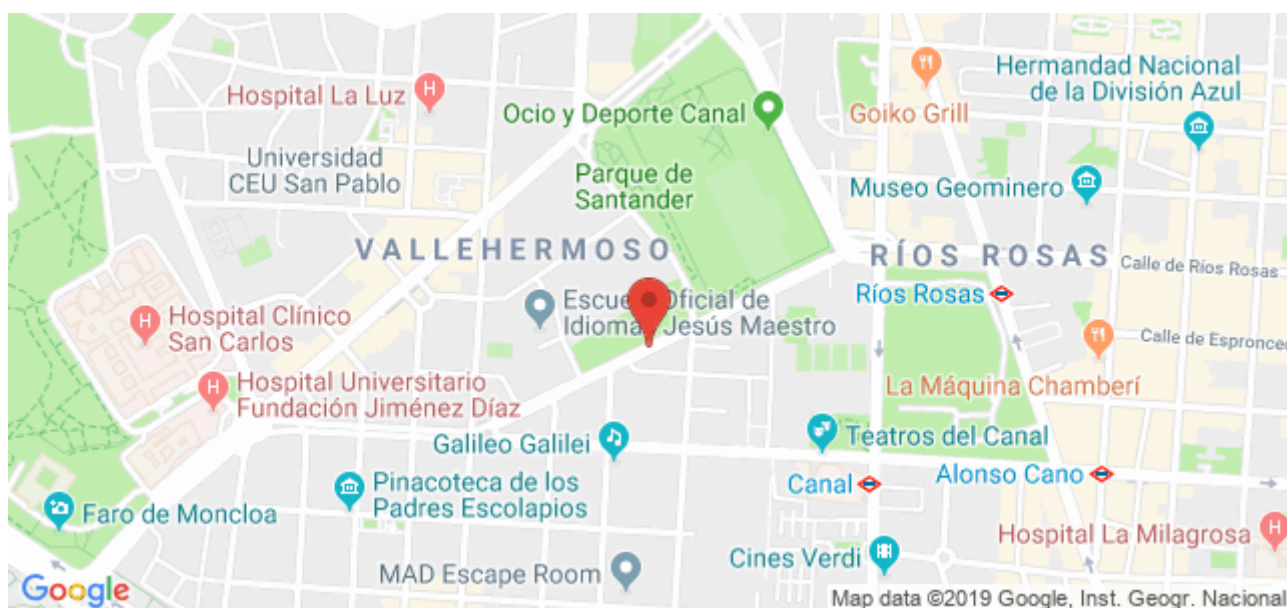 Hospital La Luz
Ocio y Deporte Canal
Goiko Grill
Hermandad Nacional
de la División Azul
Universidad
CEU San Pablo
Parque de
Santander
Museo Geominero
VALLEHERMOSO
RÍOS ROSAS
Calle de Ríos Rosas
Ríos Rosas
Hospital Clínico
San Carlos
Oficial de
Idiomas Jesús Maestro
Calle de Espronce
Hospital Universitario
Fundación Jiménez Díaz
La Máquina Chamberí
Galileo Galilei
Teatros del Canal
Canal
Alonso Cano
Pinacoteca de los
Padres Escolapios
Faro de Moncloa
Hospital La Milagrosa
Cines Verdi
MAD Escape Room
Google
Map data ©2019 Google, Inst. Geogr. Nacional
H
H
H
H